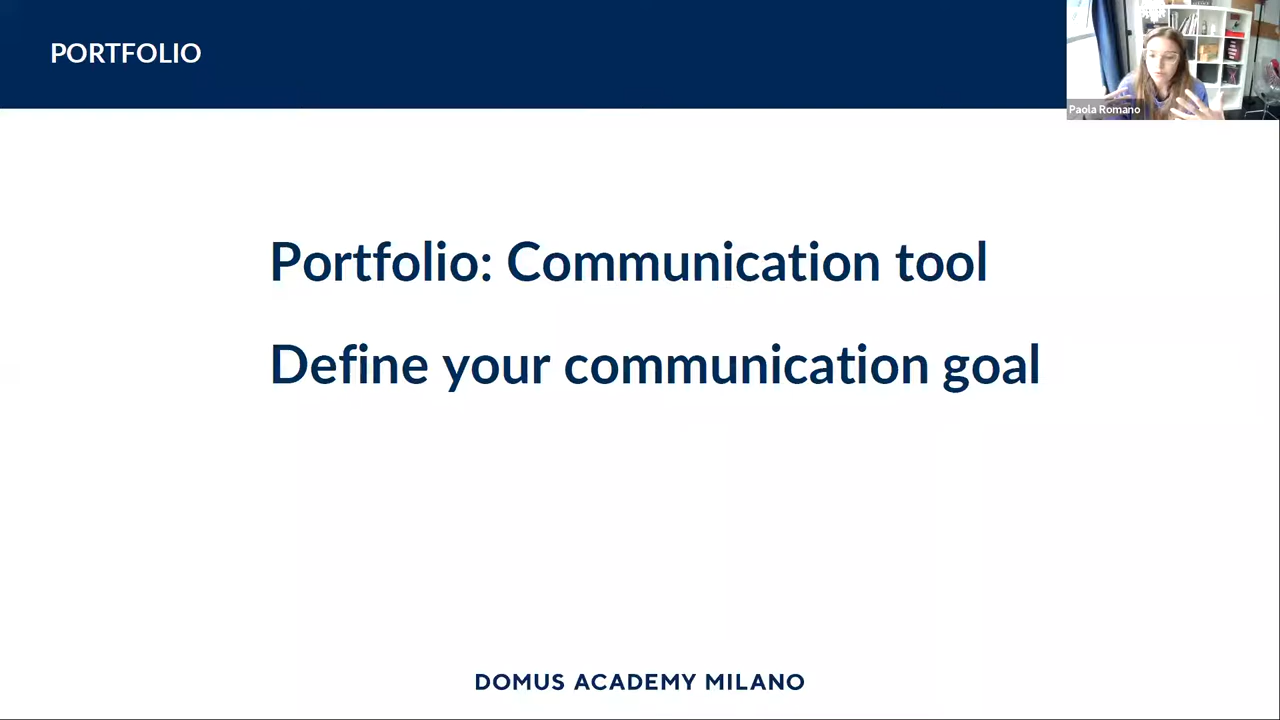 PORTFOLIO
Paola Romano
Portfolio: Communication tool
Define your communication goal
DOMUS ACADEMY MILANO